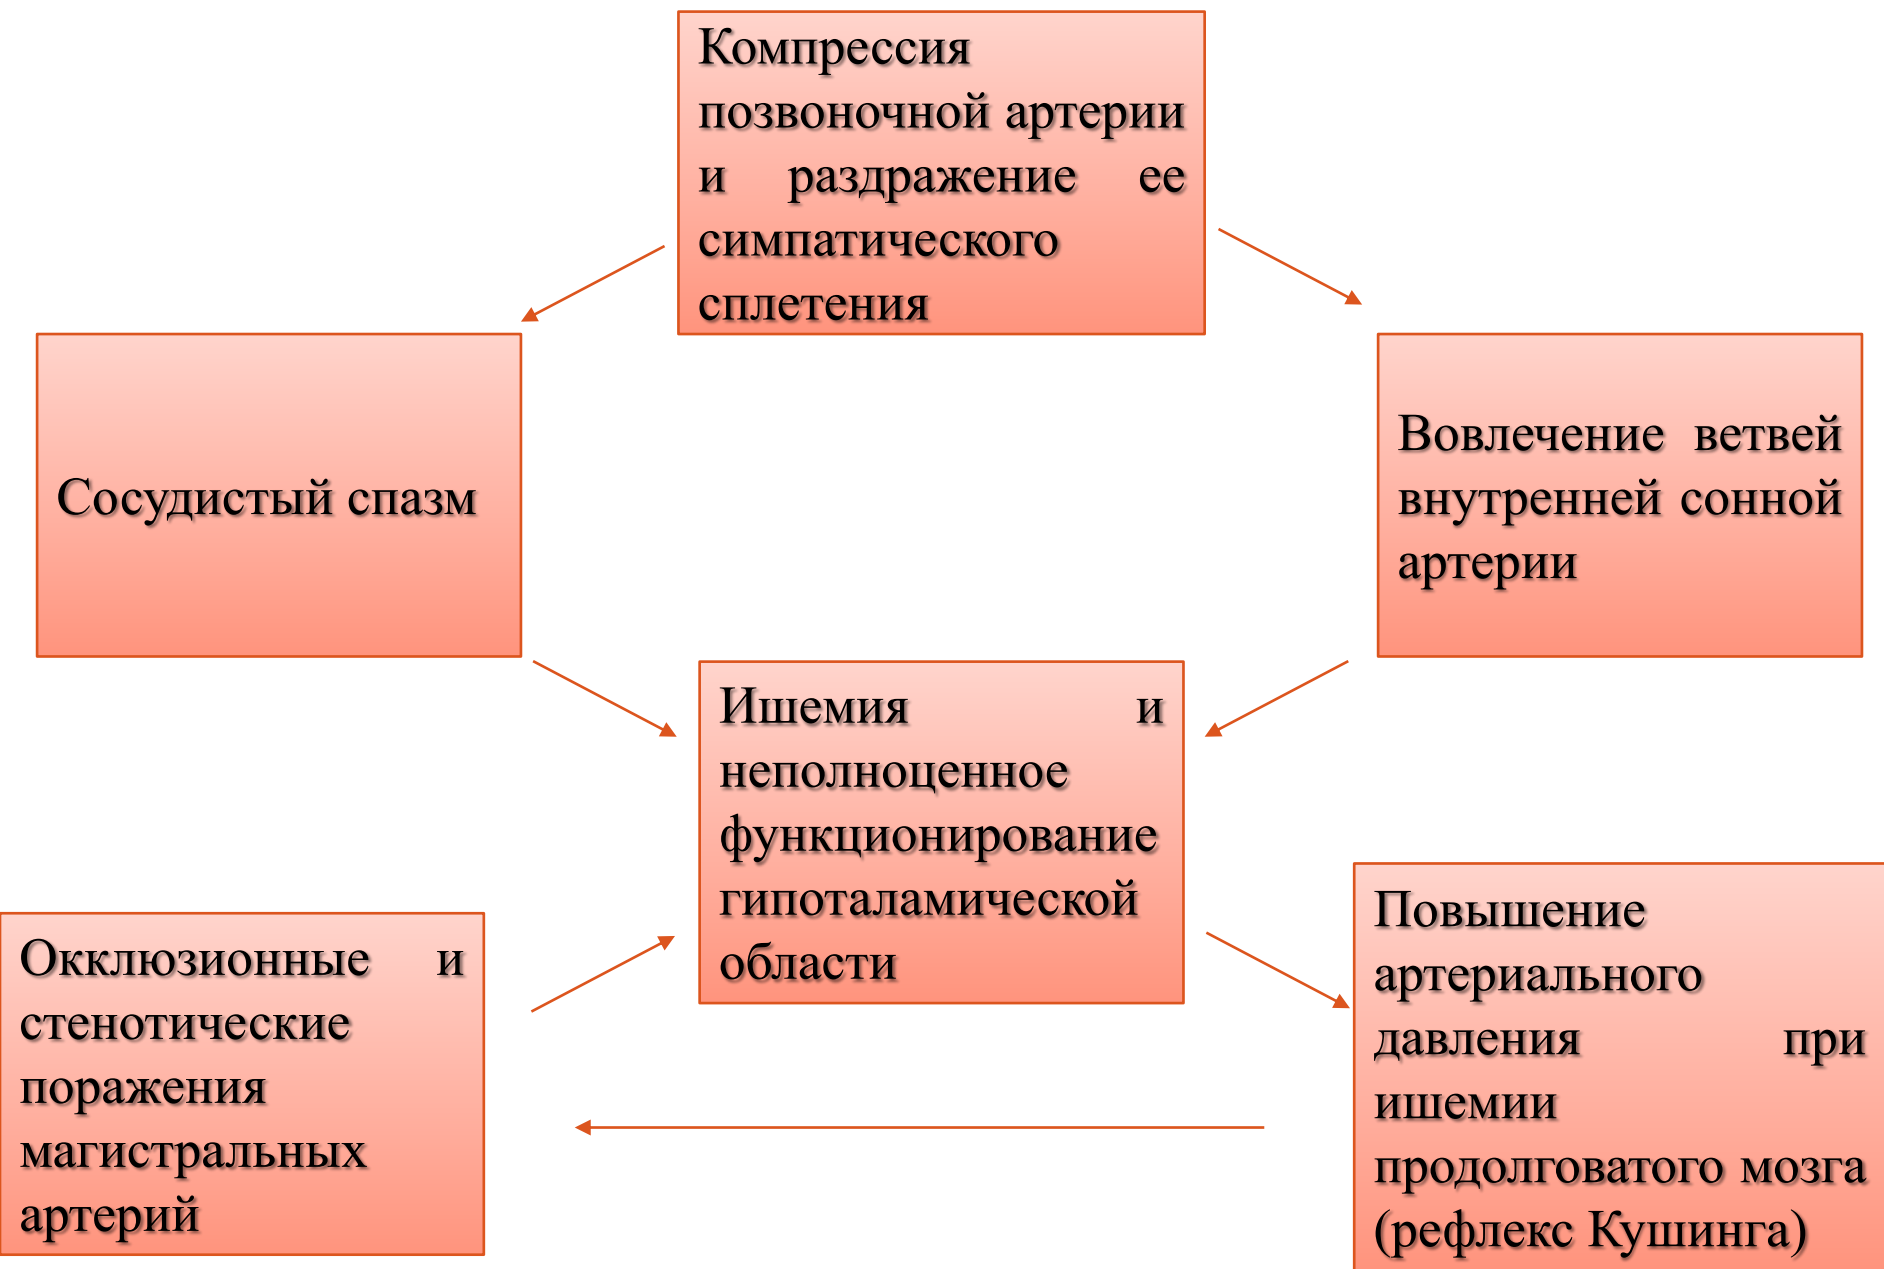 Компрессия
позвоночной артерии
и раздражение ее
симпатического
сплетения
Сосудистый спазм
Вовлечение ветвей
внутренней сонной
артерии
Ишемия и
неполноценное
функционирование
гипоталамической
области
Окклюзионные и
стенотические
поражения
магистральных
артерий
Повышение
артериального
давления при
ишемии
продолговатого мозга
(рефлекс Кушинга)